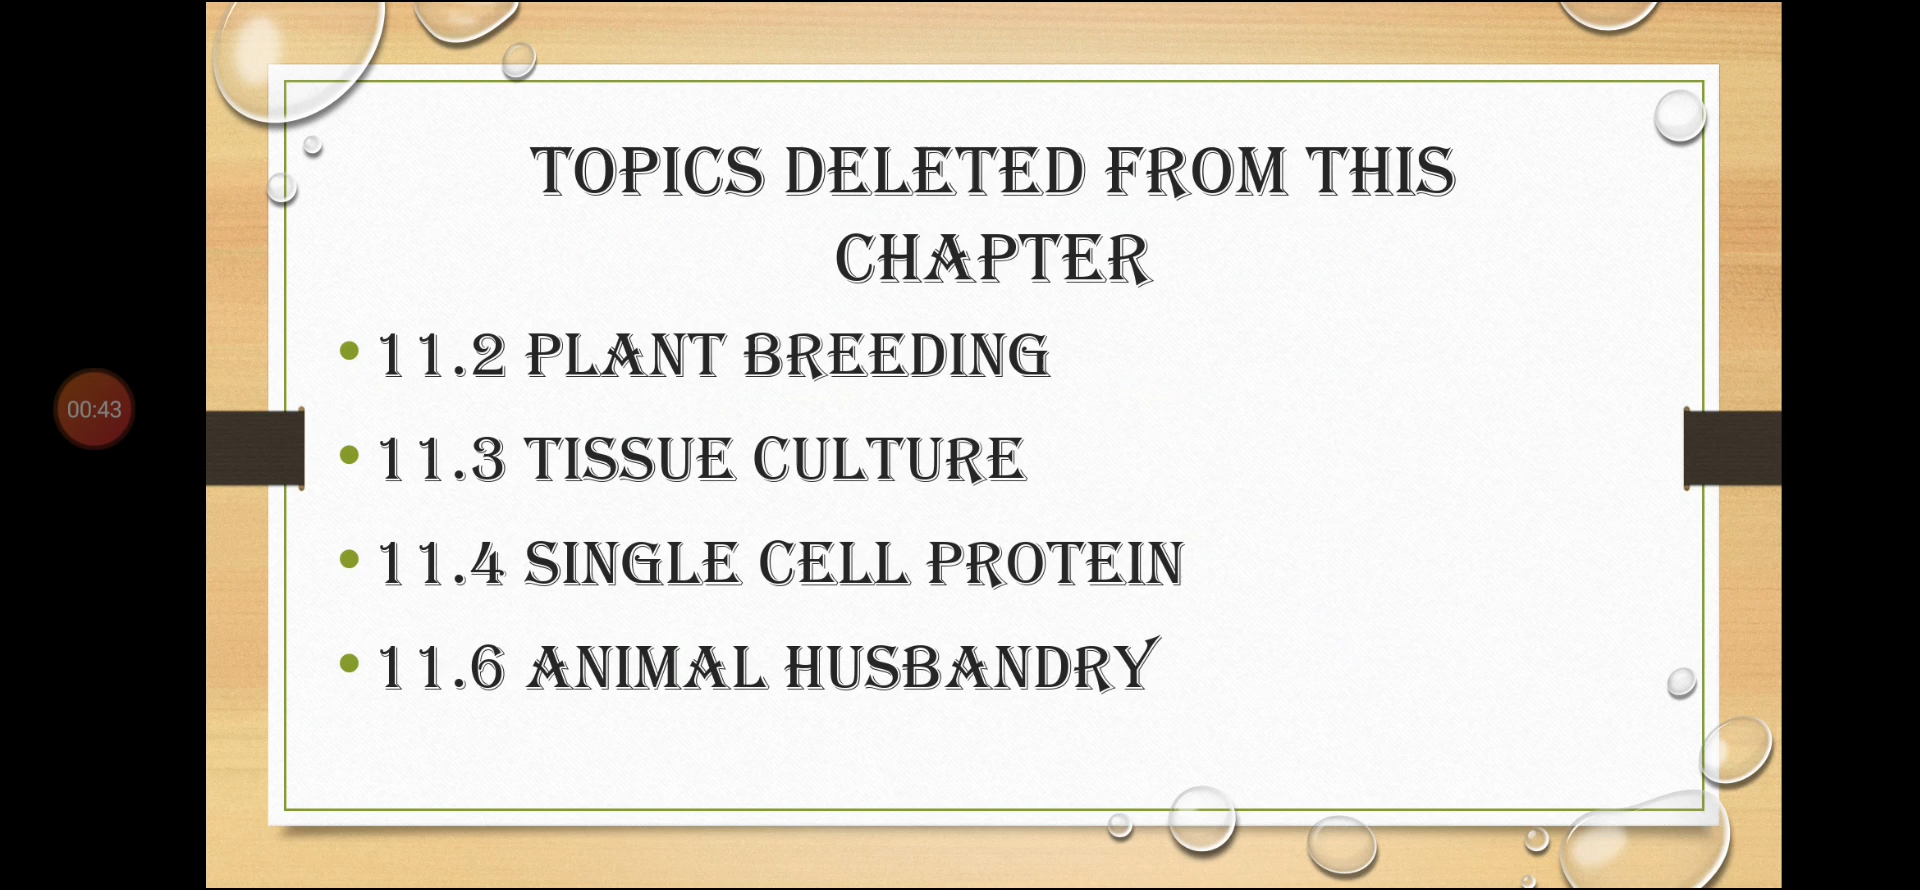 TOPICS DELETED FROM THIS
CHAPTER
• 11.2 PLANT BREEDING
• 11.3 TISSUE CULTURE
00:43
• 11.4 SINGLE CELL PROTEIN
• 11.6 ANIMAL HUSBANDRY